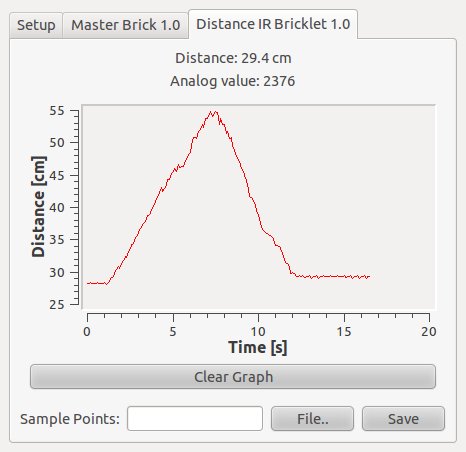 Setup Master Brick 1.0 Distance IR Bricklet 1.0
Distance: 29.4 cm
Analog value: 2376
55
50
45
40
35
30
25
Distance [cm]
0 5 10 15 20
Time [s]
Clear Graph
Sample Points: File.. Save